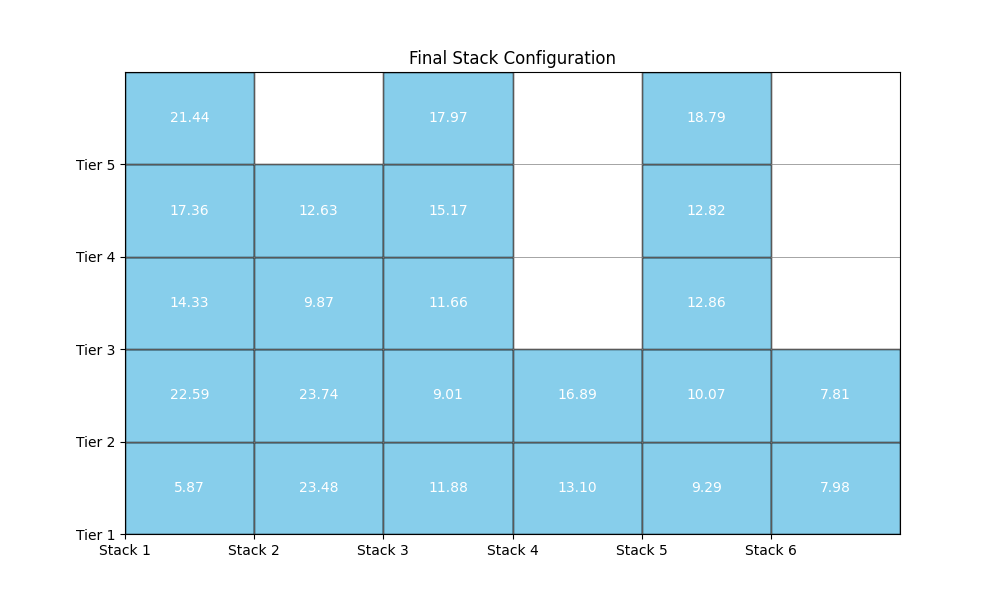 Final Stack Configuration
21.44 17.97 18.79
Tier 5
17.36 12.63 15.17 12.82
Tier 4
14.33 9.87 11.66 12.86
Tier 3
22.59 23.74 9.01 16.89 10.07 7.81
Tier 2
5.87 23.48 11.88 13.10 9.29 7.98
Tier 1
Stack 1 Stack 2 Stack 3 Stack 4 Stack 5 Stack 6